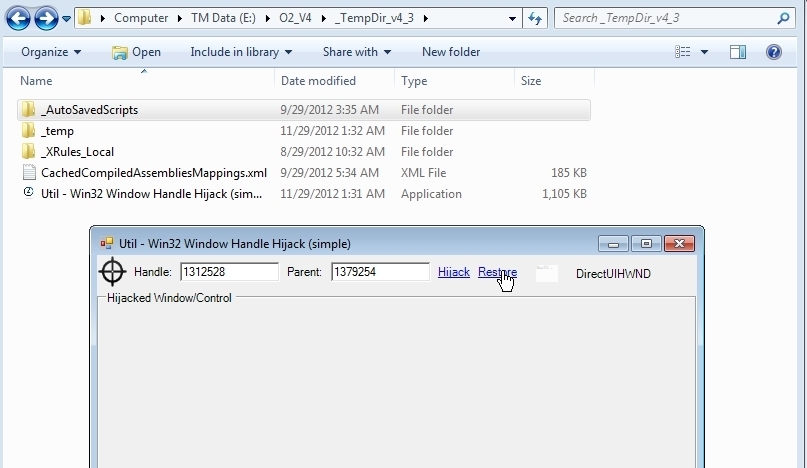 Computer TM Data (E:) O2_V4 _TempDir_v4_3 Search _TempDir_v4_3
Organize Open Include in library Share with New folder
Name Date modified Type Size
_AutoSavedScripts 9/29/2012 3:35 AM File folder
_temp 11/29/2012 1:32 AM File folder
_XRules_Local 8/29/2012 10:32 AM File folder
CachedCompiledAssembliesMappings.xml 9/29/2012 5:34 AM XML File 185 KB
Util - Win32 Window Handle Hijack (sim... 11/29/2012 1:31 AM Application 1,105 KB
Util - Win32 Window Handle Hijack (simple)
Handle: 1312528 Parent: 1379254 Hijack Restore DirectUIHWND
Hijacked Window/Control